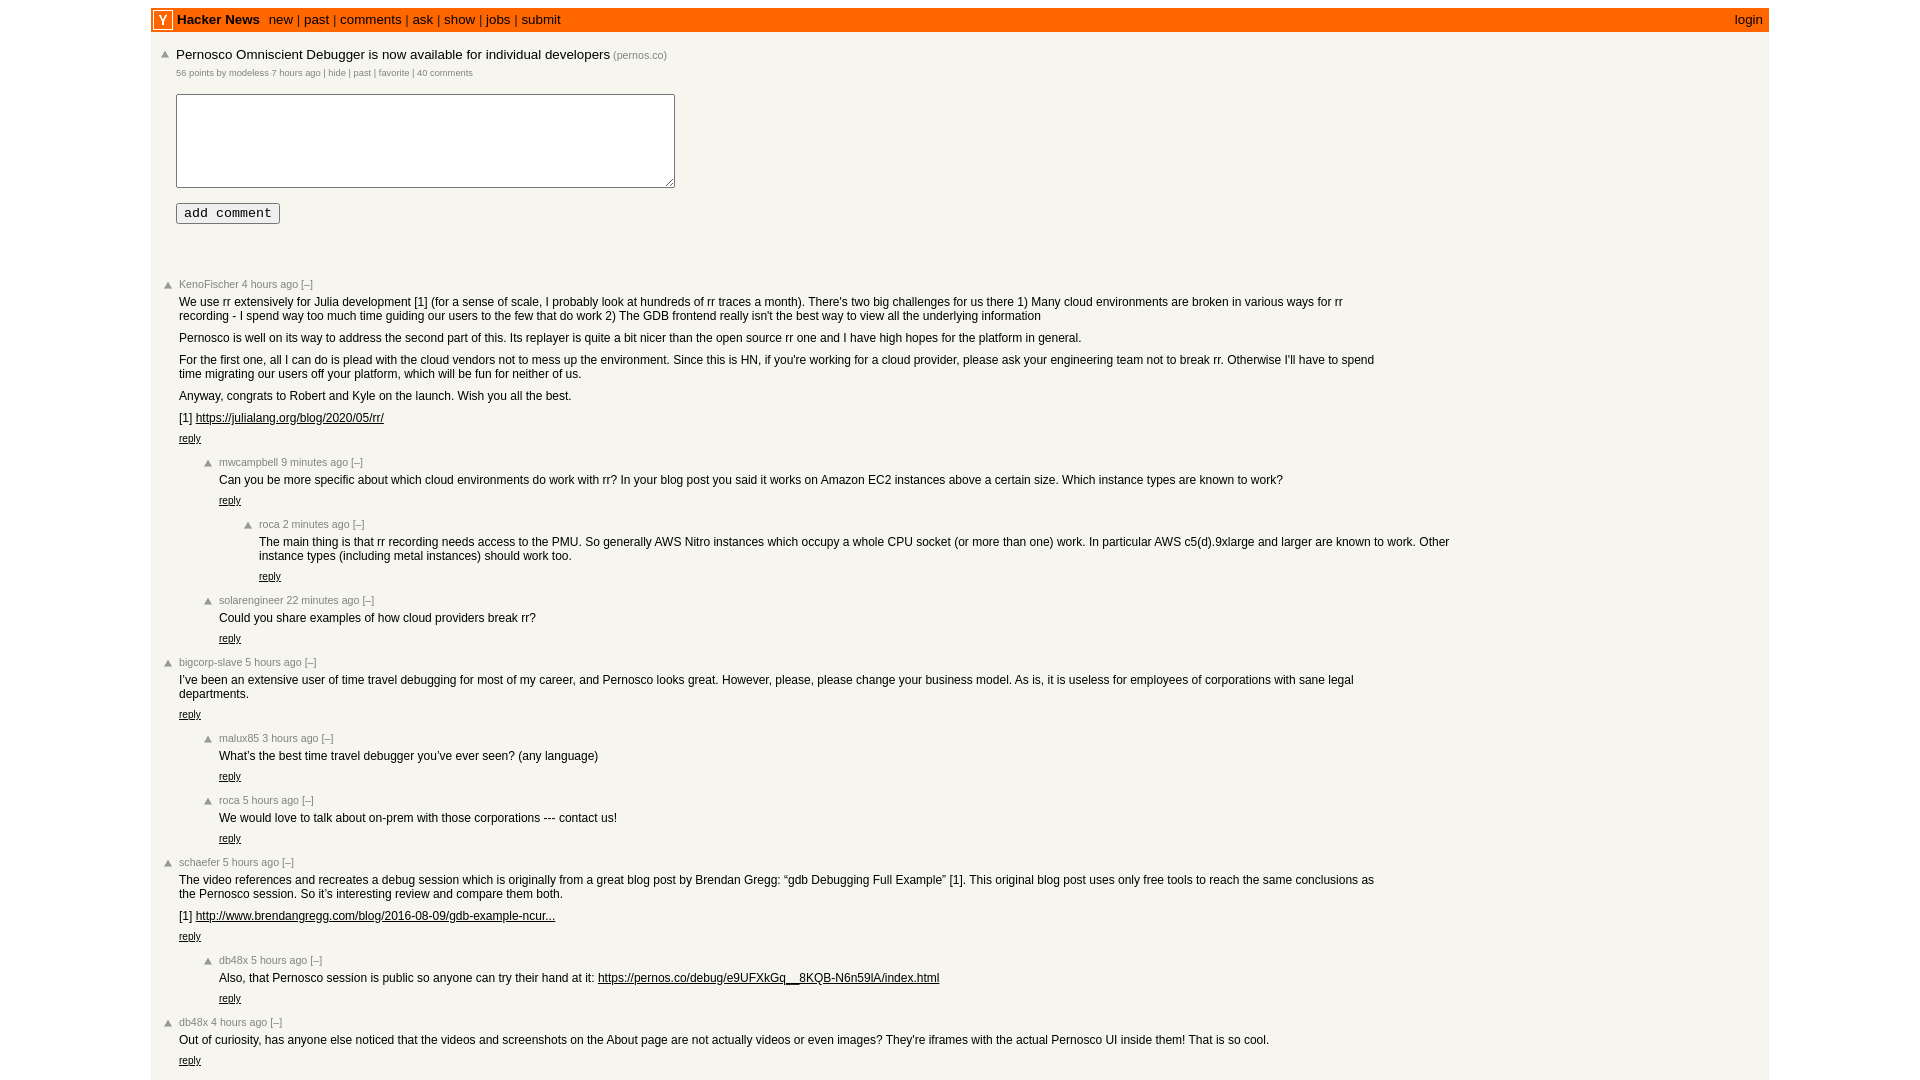 Y Hacker News new | past | comments | ask | show | jobs | submit login
Pernosco Omniscient Debugger is now available for individual developers (pernos.co)
56 points by modeless 7 hours ago | hide | past | favorite | 40 comments
add comment
KenoFischer 4 hours ago [–]
We use rr extensively for Julia development [1] (for a sense of scale, I probably look at hundreds of rr traces a month). There's two big challenges for us there 1) Many cloud environments are broken in various ways for rr
recording - I spend way too much time guiding our users to the few that do work 2) The GDB frontend really isn't the best way to view all the underlying information
Pernosco is well on its way to address the second part of this. Its replayer is quite a bit nicer than the open source rr one and I have high hopes for the platform in general.
For the first one, all I can do is plead with the cloud vendors not to mess up the environment. Since this is HN, if you're working for a cloud provider, please ask your engineering team not to break rr. Otherwise I'll have to spend
time migrating our users off your platform, which will be fun for neither of us.
Anyway, congrats to Robert and Kyle on the launch. Wish you all the best.
[1] https://julialang.org/blog/2020/05/rr/
reply
mwcampbell 9 minutes ago [–]
Can you be more specific about which cloud environments do work with rr? In your blog post you said it works on Amazon EC2 instances above a certain size. Which instance types are known to work?
reply
roca 2 minutes ago [–]
The main thing is that rr recording needs access to the PMU. So generally AWS Nitro instances which occupy a whole CPU socket (or more than one) work. In particular AWS c5(d).9xlarge and larger are known to work. Other
instance types (including metal instances) should work too.
reply
solarengineer 22 minutes ago [–]
Could you share examples of how cloud providers break rr?
reply
bigcorp-slave 5 hours ago [–]
I’ve been an extensive user of time travel debugging for most of my career, and Pernosco looks great. However, please, please change your business model. As is, it is useless for employees of corporations with sane legal
departments.
reply
malux85 3 hours ago [–]
What’s the best time travel debugger you’ve ever seen? (any language)
reply
roca 5 hours ago [–]
We would love to talk about on-prem with those corporations --- contact us!
reply
schaefer 5 hours ago [–]
The video references and recreates a debug session which is originally from a great blog post by Brendan Gregg: “gdb Debugging Full Example” [1]. This original blog post uses only free tools to reach the same conclusions as
the Pernosco session. So it’s interesting review and compare them both.
[1] http://www.brendangregg.com/blog/2016-08-09/gdb-example-ncur...
reply
db48x 5 hours ago [–]
Also, that Pernosco session is public so anyone can try their hand at it: https://pernos.co/debug/e9UFXkGq__8KQB-N6n59lA/index.html
reply
db48x 4 hours ago [–]
Out of curiosity, has anyone else noticed that the videos and screenshots on the About page are not actually videos or even images? They're iframes with the actual Pernosco UI inside them! That is so cool.
reply